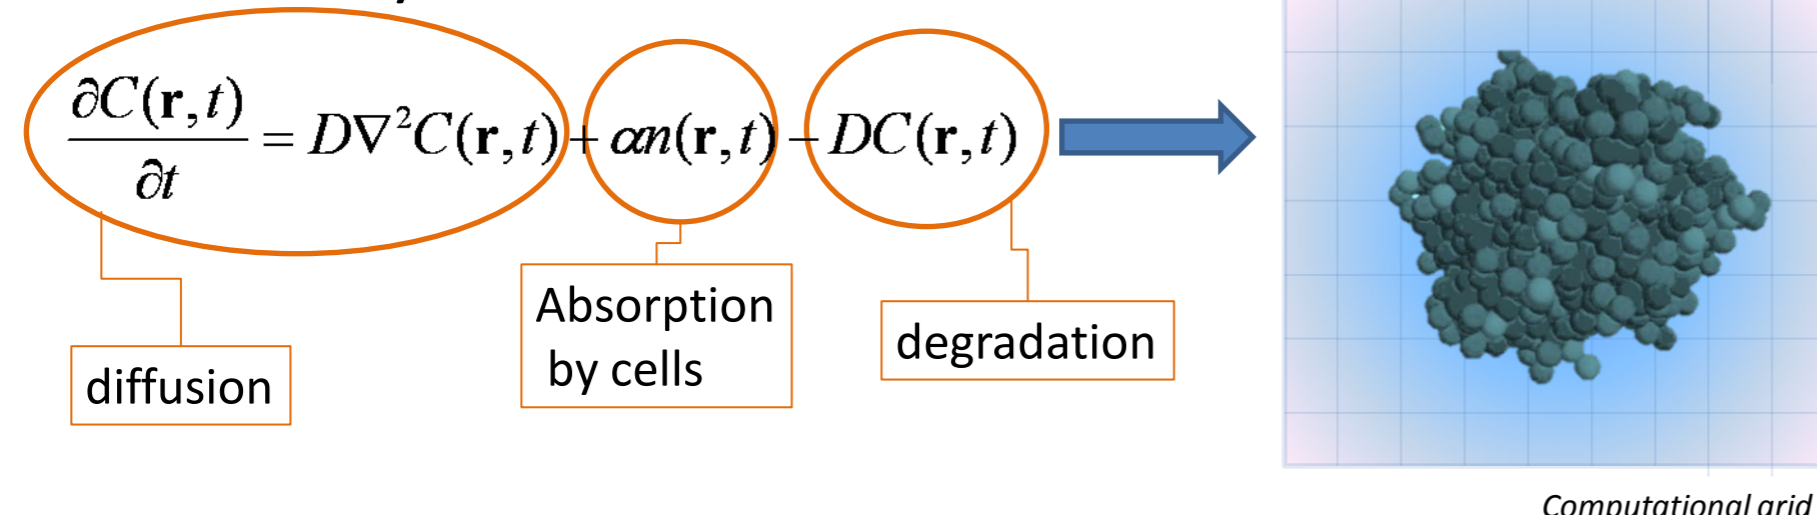 ∂C(r,t)/∂t = D∇²C(r,t) + αn(r,t) − DC(r,t)
Absorption
by cells
degradation
diffusion
Computational grid